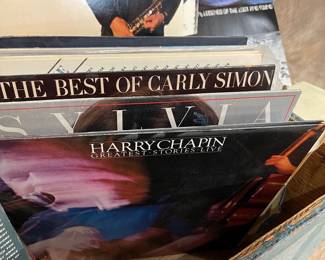 THE BEST OF CARLY SIMON
SYLVIA
HARRY CHAPIN
GREATEST · STORIES · LIVE